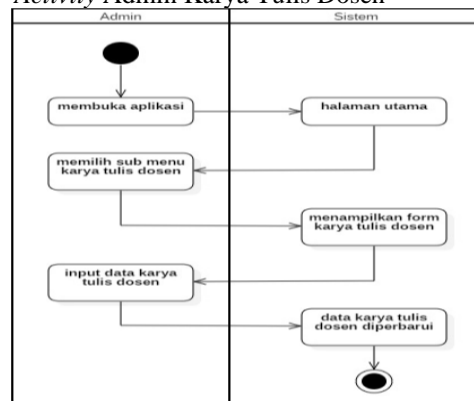 Activity Admin Karya Tulis Dosen
Admin
Sistem
membuka aplikasi
halaman utama
memilih sub menu
karya tulis dosen
menampilkan form
karya tulis dosen
input data karya
tulis dosen
data karya tulis
dosen diperbarui